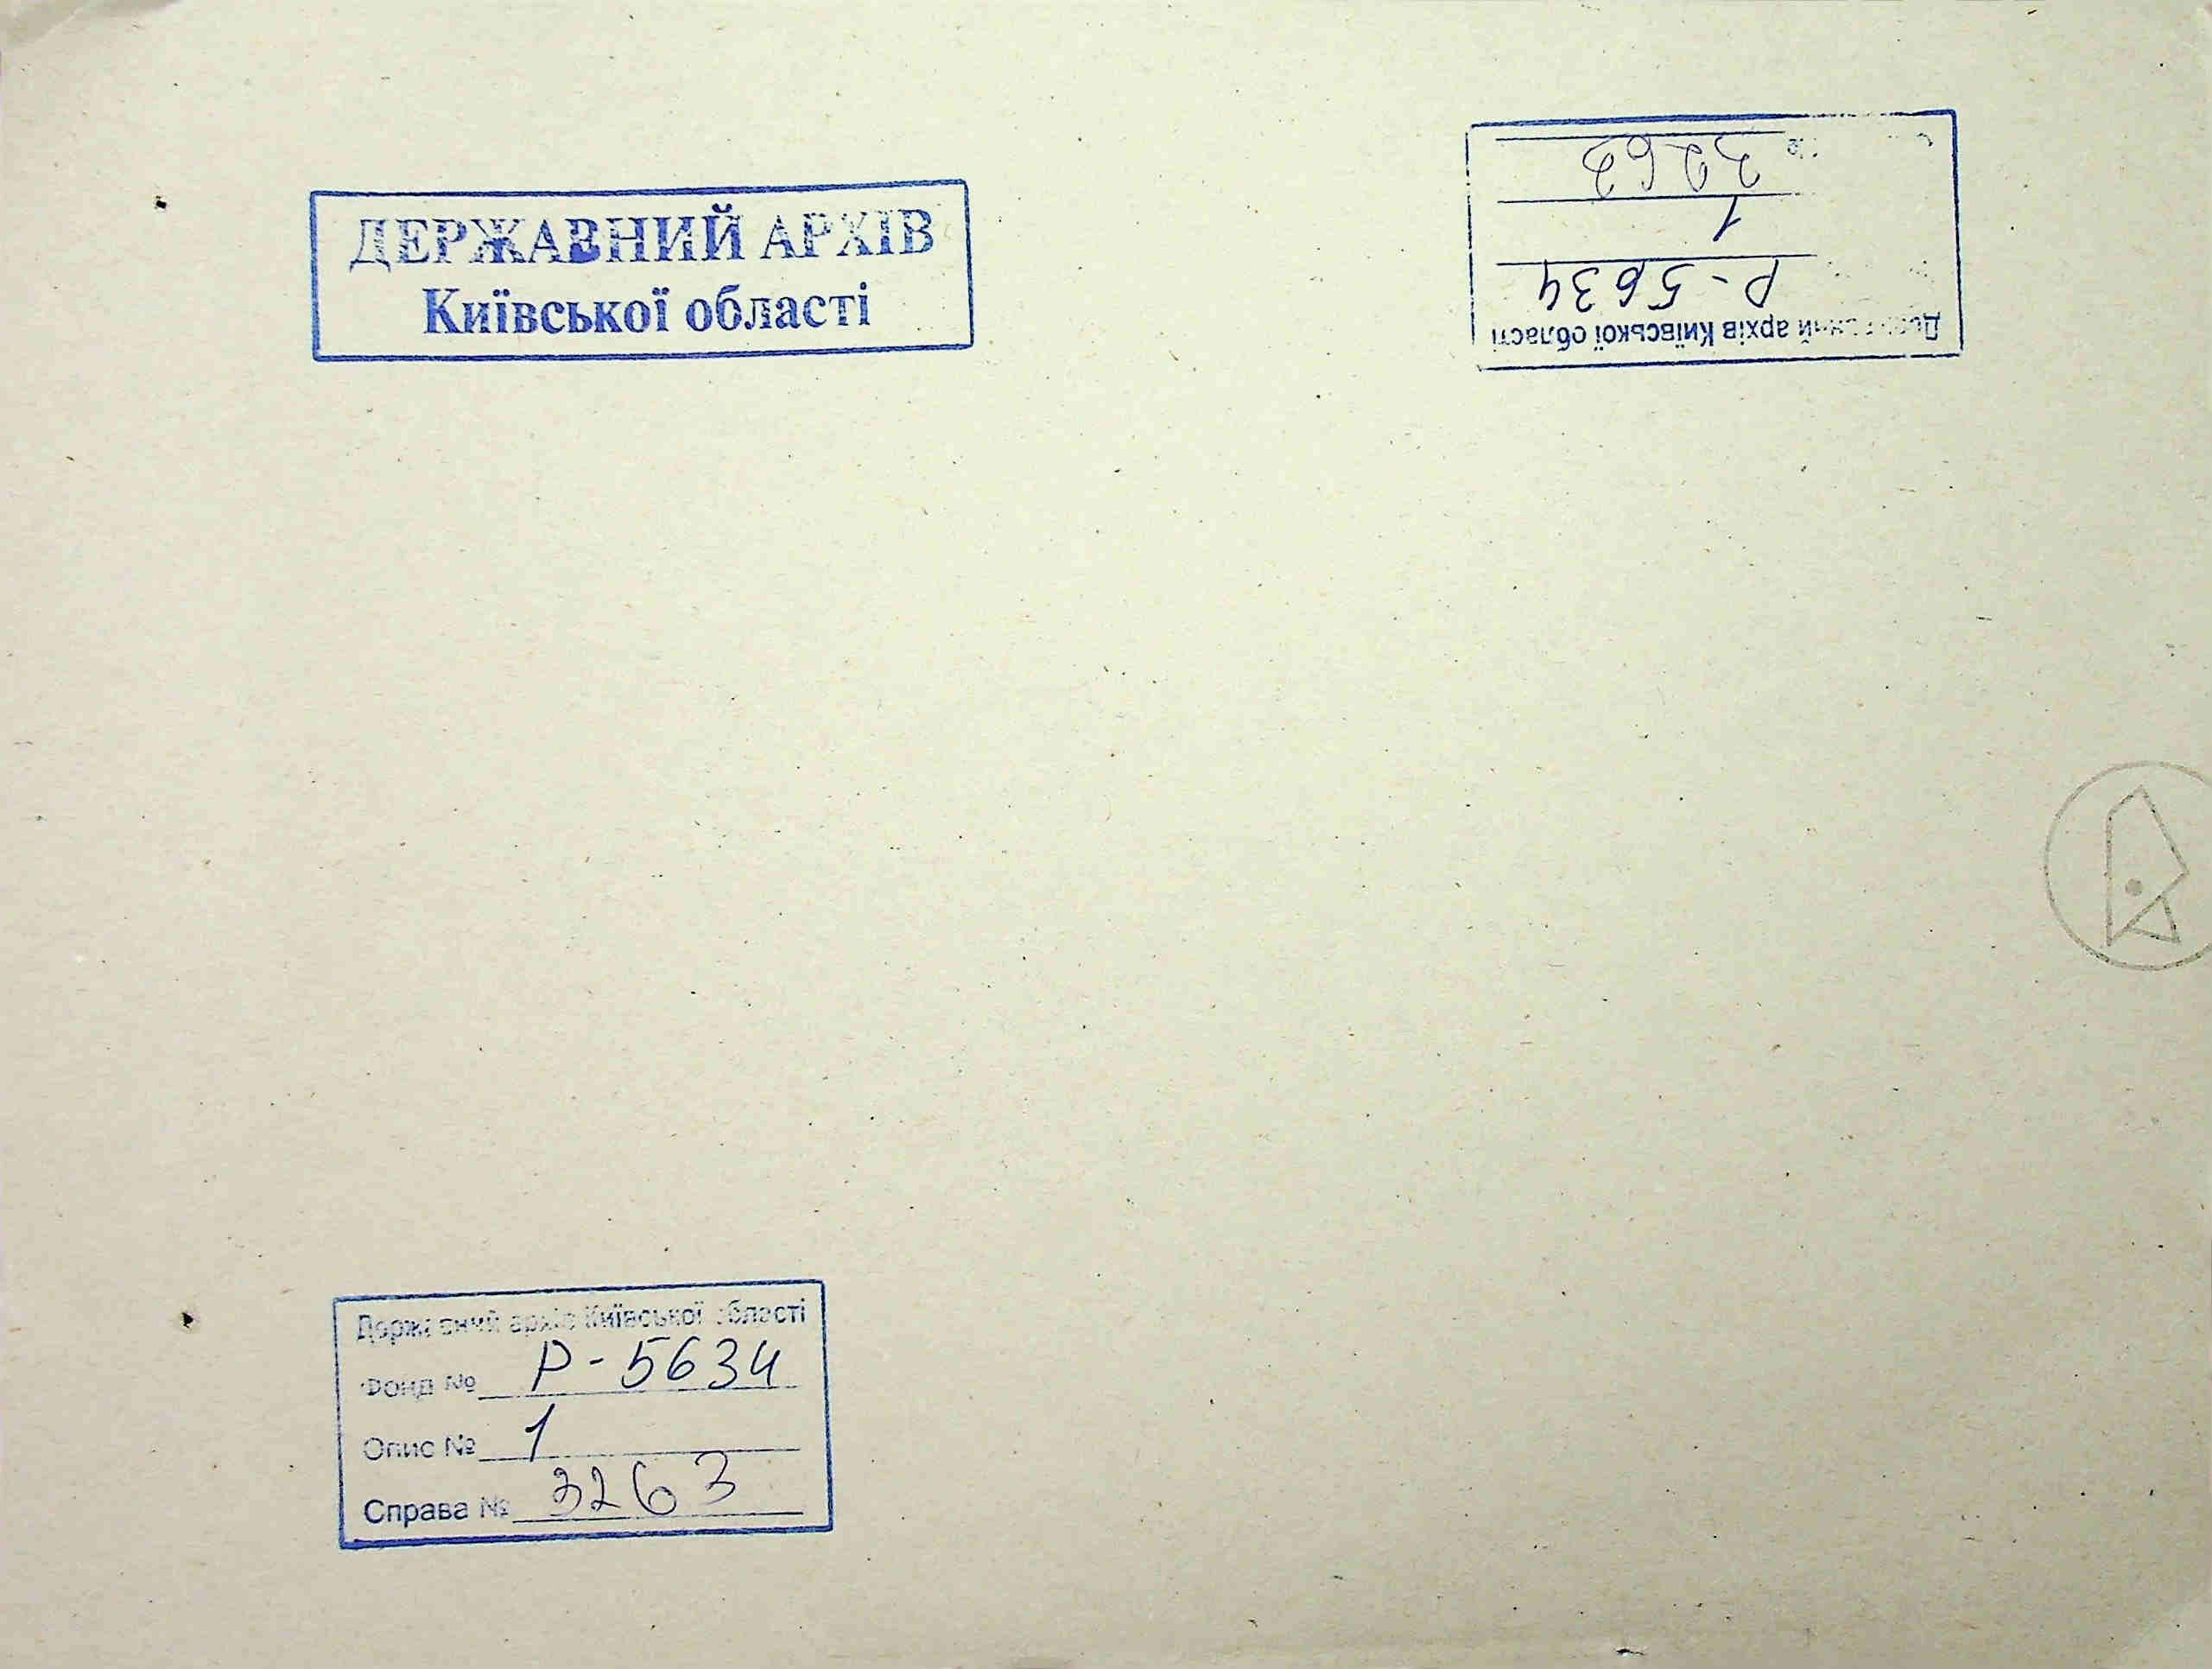 ДЕРЖАВНИЙ АРХІВ
Київської області
Державний архів Київської області
Р-5634
1
Державний архів Київської області
Фонд № Р-5634
Опис № 1
Справа № 3263